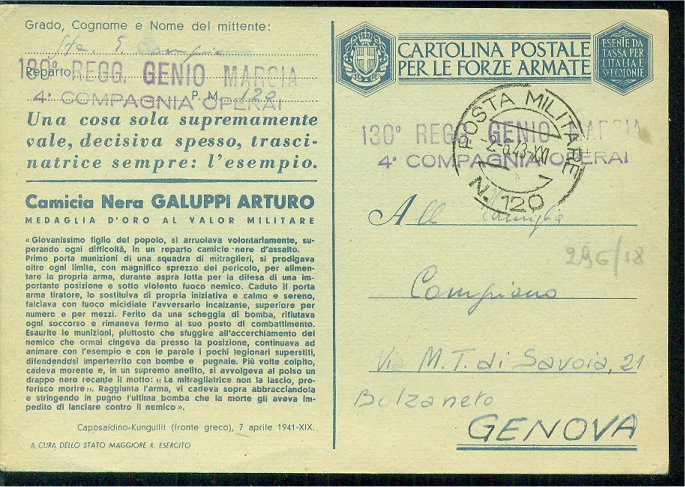 Grado, Cognome e Nome del mittente:
Reparto
130° REGG. GENIO MARCIA
4ª COMPAGNIA OPERAI
P. M. 120
Una cosa sola supremamente
vale, decisiva spesso, trasci-
natrice sempre: l'esempio.
Camicia Nera GALUPPI ARTURO
MEDAGLIA D'ORO AL VALOR MILITARE
«Giovanissimo figlio del popolo, si arruolava volontariamente, su-
perando ogni difficoltà, in un reparto camicie nere d'assalto.
Primo porta munizioni di una squadra di mitraglieri, si prodigava
oltre ogni limite, con magnifico sprezzo del pericolo, per alimen-
tare la propria arma, durante aspra lotta per la difesa di una im-
portante posizione e sotto violento fuoco nemico. Caduto il porta
arma tiratore, lo sostituiva di propria iniziativa e calmo e sereno,
falciava con fuoco micidiale l'avversario incalzante, superiore per
numero e per mezzi. Ferito da una scheggia di bomba, rifiutava
ogni soccorso e rimaneva fermo al suo posto di combattimento.
Esaurite le munizioni, piuttosto che sfuggire all'accerchiamento del
nemico che ormai cingeva da presso la posizione, continuava ad
animare con l'esempio e con le parole i pochi legionari superstiti,
difendendosi imperterrito con bombe e pugnale. Più volte colpito,
cadeva morente e, in un supremo anelito, si avvolgeva al polso un
drappo nero recante il motto: «La mitragliatrice non la lascio, pre-
ferisco morire». Raggiunta l'arma, vi cadeva sopra abbracciandola
e stringendo in pugno l'ultima bomba che la morte gli aveva im-
pedito di lanciare contro il nemico».
Caposaldino-Kungullit (fronte greco), 7 aprile 1941-XIX.
A CURA DELLO STATO MAGGIORE R. ESERCITO
CARTOLINA POSTALE
PER LE FORZE ARMATE
ESENTE DA
TASSA PER
L'ITALIA E
SVE COLONIE
130° REGG. GENIO MARCIA
4ª COMPAGNIA OPERAI
POSTA MILITARE
-2.6.43-XXI
N. 120
Alla famiglia
296/18
Compiano
Via M.T. di Savoia, 21
Bolzaneto
GENOVA